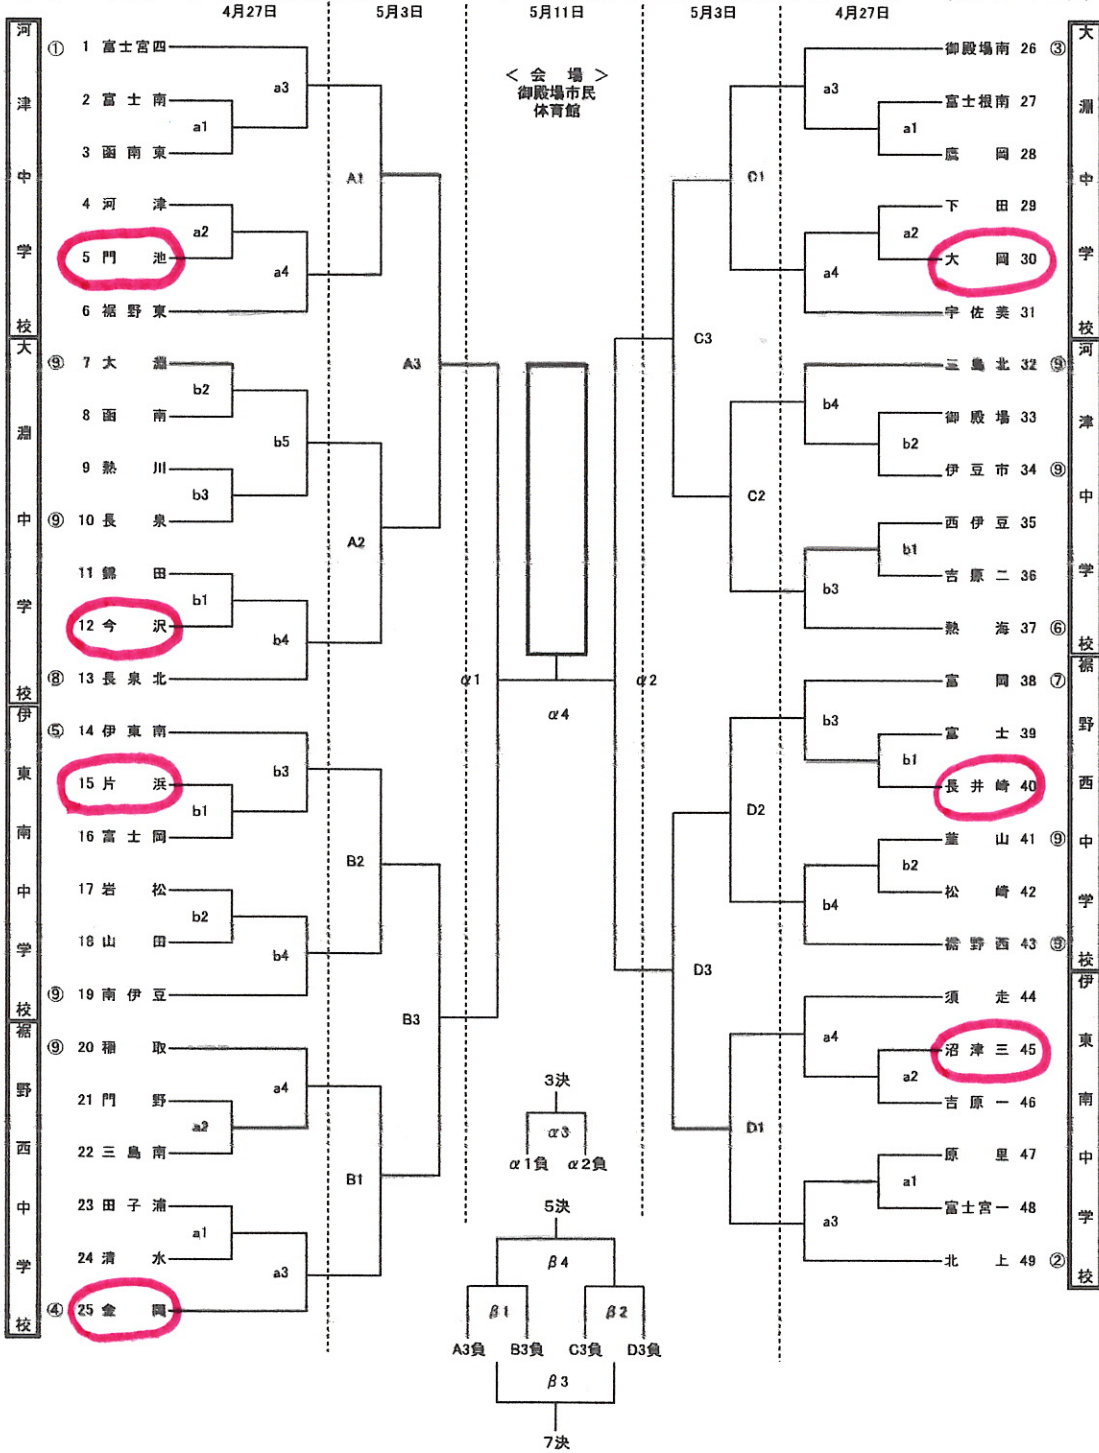 4月27日 5月3日 5月11日 5月3日 4月27日
＜ 会 場 ＞
御殿場市民
体育館
河津中学校
① 1 富士宮四
2 富士南
3 函南東
4 河津
5 門池
6 裾野東
a3
a1
a2
a4
A1
大淵中学校
⑨ 7 大淵
8 函南
9 熱川
⑨ 10 長泉
11 錦田
12 今沢
⑧ 13 長泉北
b2
b5
b3
b1
b4
A2
A3
伊東南中学校
⑤ 14 伊東南
15 片浜
16 富士岡
17 岩松
18 山田
⑨ 19 南伊豆
b3
b1
b2
b4
B2
裾野西中学校
⑨ 20 稲取
21 門野
22 三島南
23 田子浦
24 清水
④ 25 金岡
a4
a2
a1
a3
B1
B3
α1
α2
α4
大淵中学校
御殿場南 26 ③
富士根南 27
鷹岡 28
下田 29
大岡 30
宇佐美 31
a3
a1
a2
a4
C1
河津中学校
三島北 32 ⑨
御殿場 33
伊豆市 34 ⑨
西伊豆 35
吉原二 36
熱海 37 ⑥
b4
b2
b1
b3
C2
C3
裾野西中学校
富岡 38 ⑦
富士 39
長井崎 40
韮山 41 ⑨
松崎 42
裾野西 43
b3
b1
b2
b4
D2
伊東南中学校
須走 44
沼津三 45
吉原一 46
原里 47
富士宮一 48
北上 49 ②
a4
a2
a1
a3
D1
D3
3決
α3
α1負 α2負
5決
β4
β1 β2
A3負 B3負 C3負 D3負
β3
7決